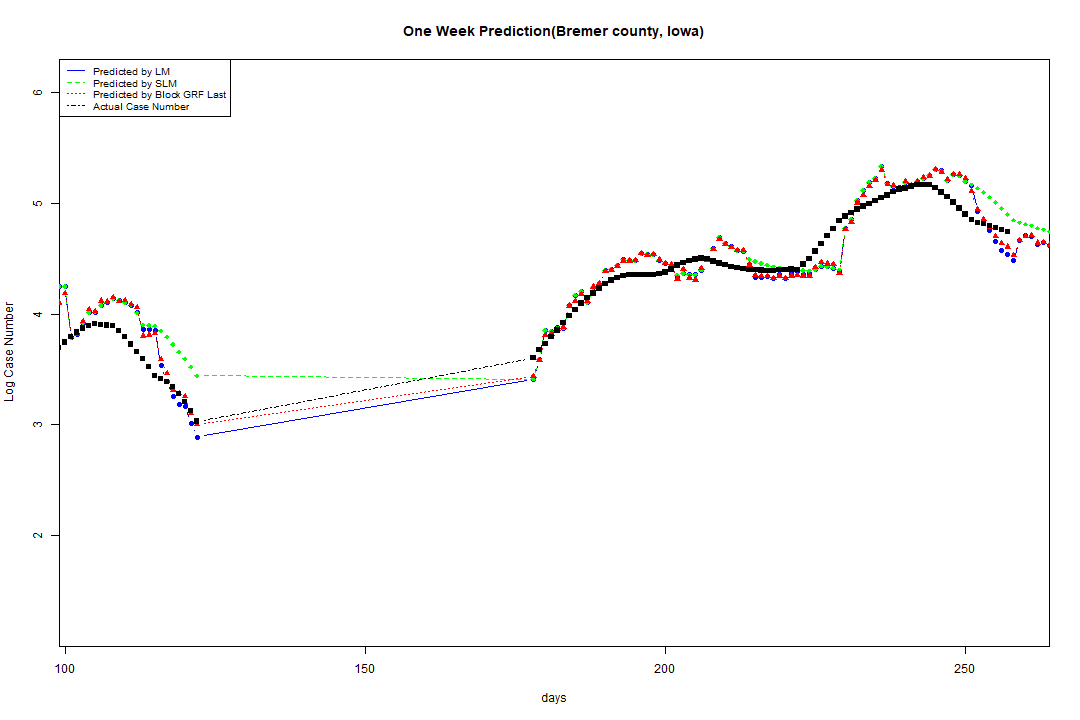 One Week Prediction(Bremer county, Iowa)
Predicted by LM
Predicted by SLM
Predicted by Block GRF Last
Actual Case Number
6
5
4
3
2
Log Case Number
100 150 200 250
days